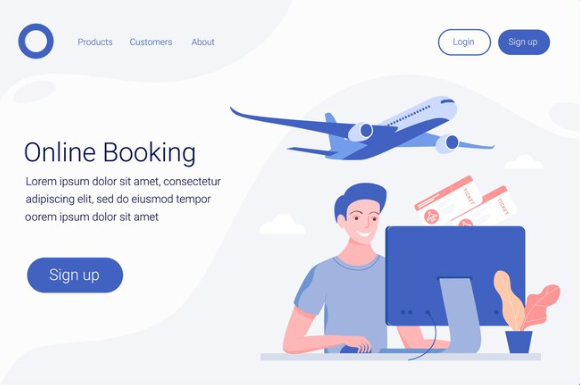 Products Customers About Login Sign up
Online Booking
Lorem ipsum dolor sit amet, consectetur
adipiscing elit, sed do eiusmod tempor
oorem ipsum dolor sit amet
Sign up
TICKET
TICKET